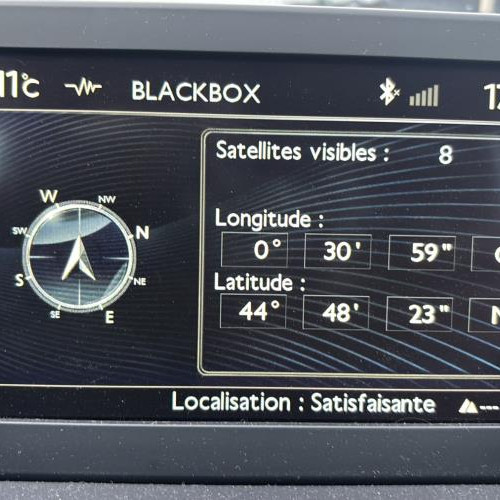 11°C BLACKBOX
Satellites visibles : 8
W
NW
SW
N
S
NE
SE
E
Longitude :
0° 30' 59"
Latitude :
44° 48' 23" N
Localisation : Satisfaisante ---